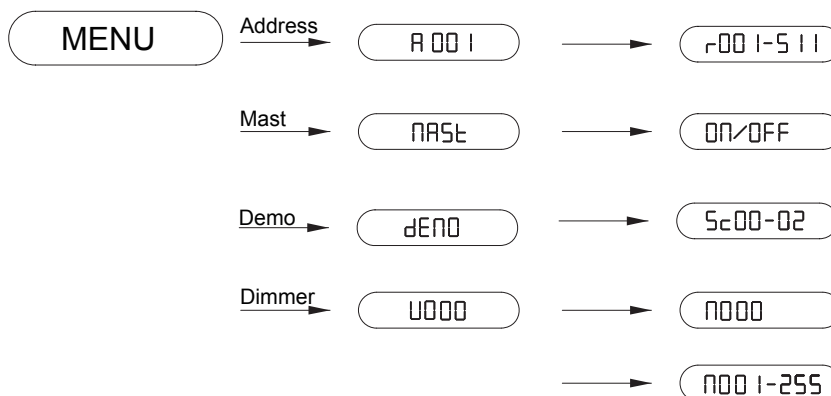 MENU Address A001 r001-511
Mast MASt ON/OFF
Demo dEMO Sc00-02
Dimmer U000 M000
M001-255